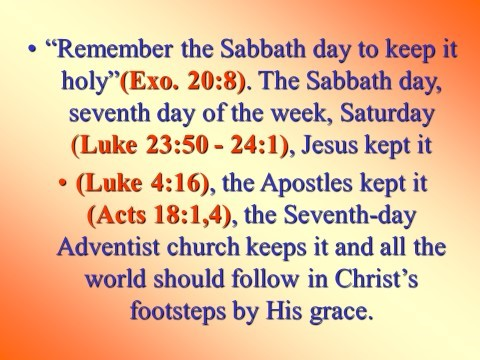 • “Remember the Sabbath day to keep it
holy”(Exo. 20:8). The Sabbath day,
seventh day of the week, Saturday
(Luke 23:50 - 24:1), Jesus kept it
• (Luke 4:16), the Apostles kept it
(Acts 18:1,4), the Seventh-day
Adventist church keeps it and all the
world should follow in Christ’s
footsteps by His grace.